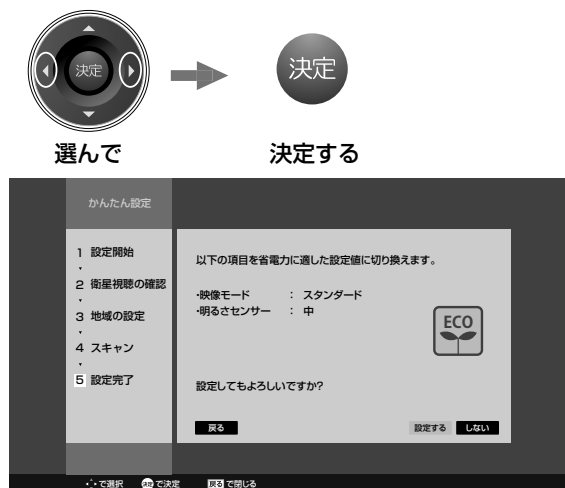 決定
決定
選んで
決定する
かんたん設定
1 設定開始
2 衛星視聴の確認
3 地域の設定
4 スキャン
5 設定完了
以下の項目を省電力に適した設定値に切り換えます。
・映像モード : スタンダード
・明るさセンサー : 中
ECO
設定してもよろしいですか?
戻る
設定する
しない
で選択 決定 で決定 戻る で閉じる